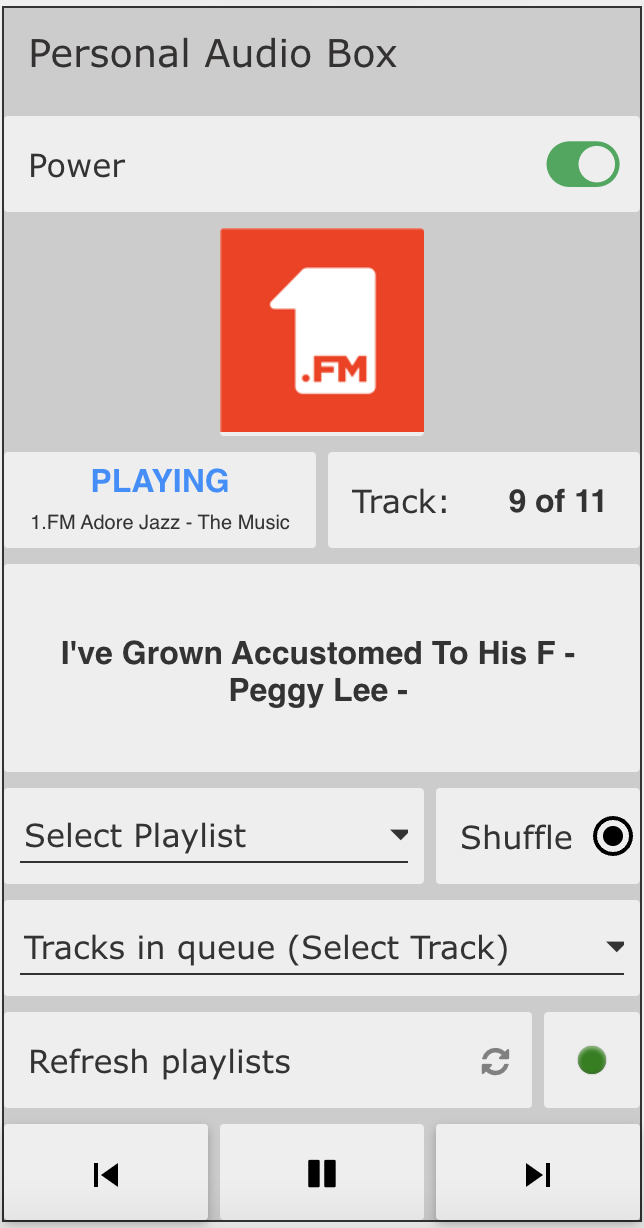 Personal Audio Box
Power
1
.FM
PLAYING
1.FM Adore Jazz - The Music
Track: 9 of 11
I've Grown Accustomed To His F -
Peggy Lee -
Select Playlist
Shuffle
Tracks in queue (Select Track)
Refresh playlists